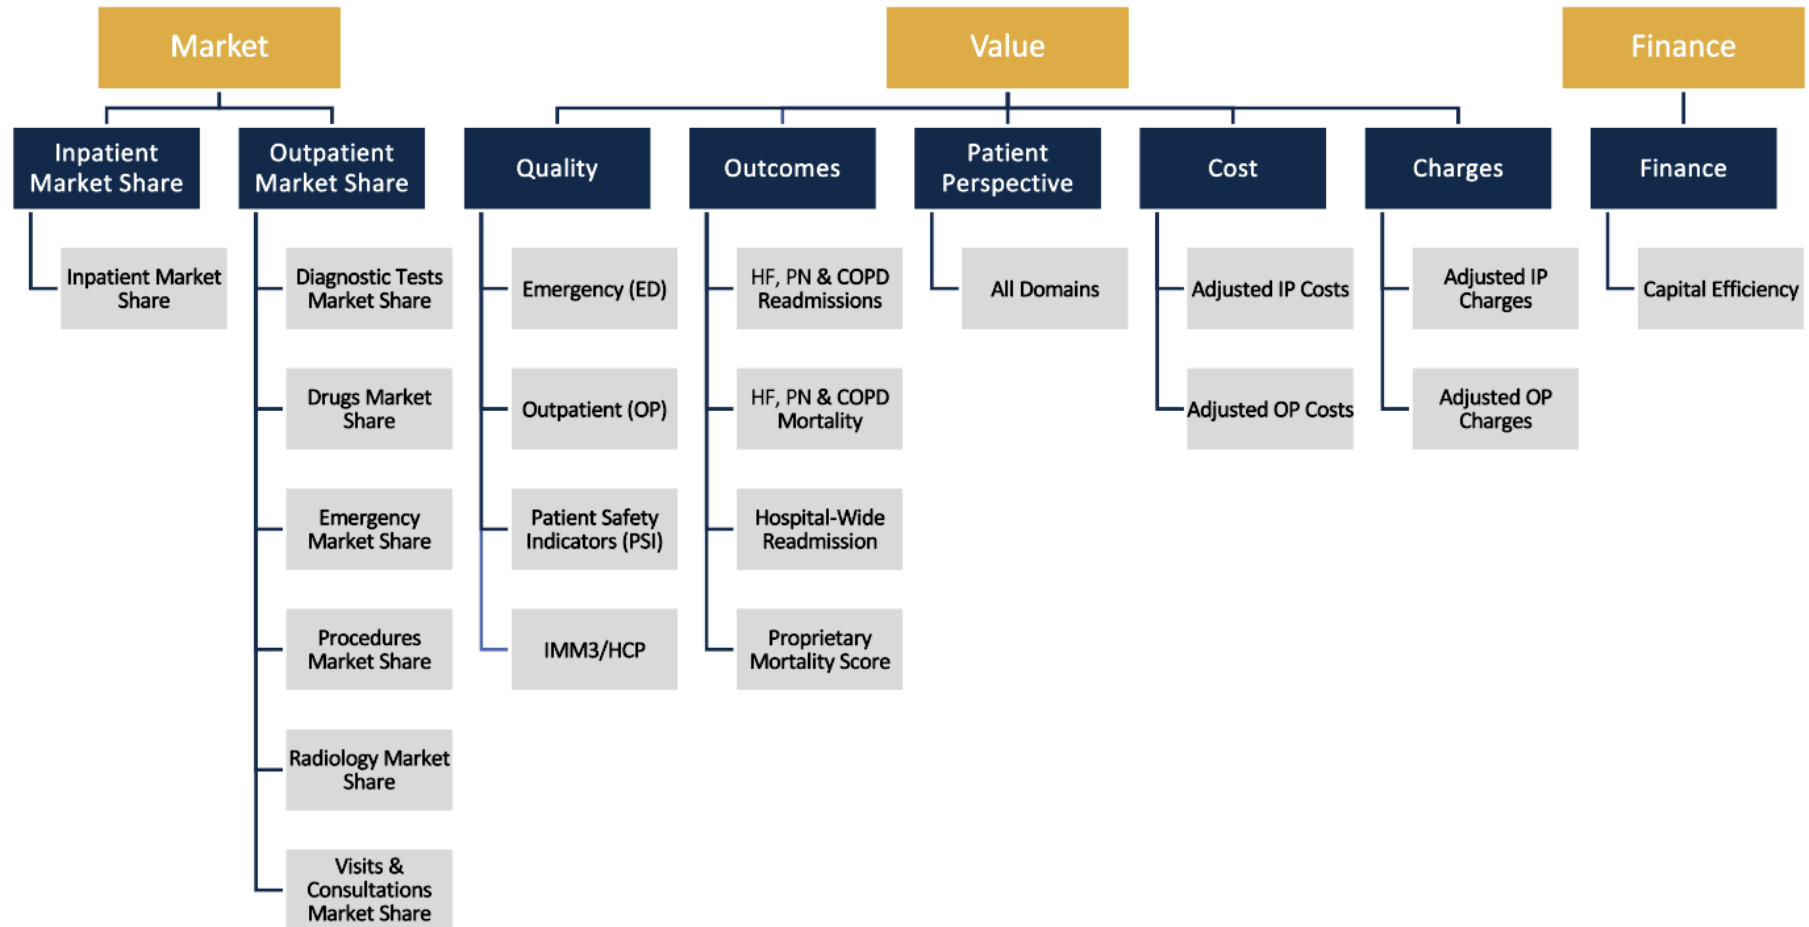 Market
Value
Finance
Inpatient
Market Share
Outpatient
Market Share
Quality
Outcomes
Patient
Perspective
Cost
Charges
Finance
Inpatient Market
Share
Diagnostic Tests
Market Share
Emergency (ED)
HF, PN & COPD
Readmissions
All Domains
Adjusted IP Costs
Adjusted IP
Charges
Capital Efficiency
Drugs Market
Share
Outpatient (OP)
HF, PN & COPD
Mortality
Adjusted OP Costs
Adjusted OP
Charges
Emergency
Market Share
Patient Safety
Indicators (PSI)
Hospital-Wide
Readmission
Procedures
Market Share
IMM3/HCP
Proprietary
Mortality Score
Radiology Market
Share
Visits &
Consultations
Market Share